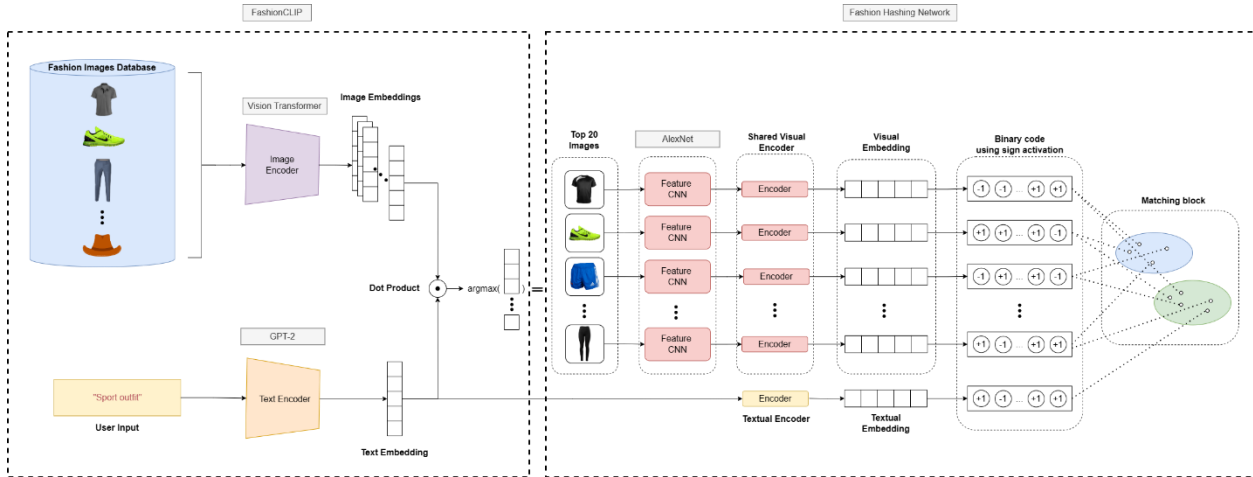 FashionCLIP
Fashion Hashing Network
Fashion Images Database
Vision Transformer
Image
Encoder
Image Embeddings
Dot Product
argmax(
)
=
GPT-2
Text Encoder
"Sport outfit"
User Input
Text Embedding
Top 20
Images
AlexNet
Shared Visual
Encoder
Visual
Embedding
Binary code
using sign activation
Matching block
Feature
CNN
Encoder
-1 -1 ... +1 +1
Feature
CNN
Encoder
+1 +1 ... +1 -1
Feature
CNN
Encoder
-1 +1 ... -1 +1
Feature
CNN
Encoder
+1 -1 ... +1 +1
Encoder
+1 -1 ... +1 +1
Textual Encoder
Textual
Embedding